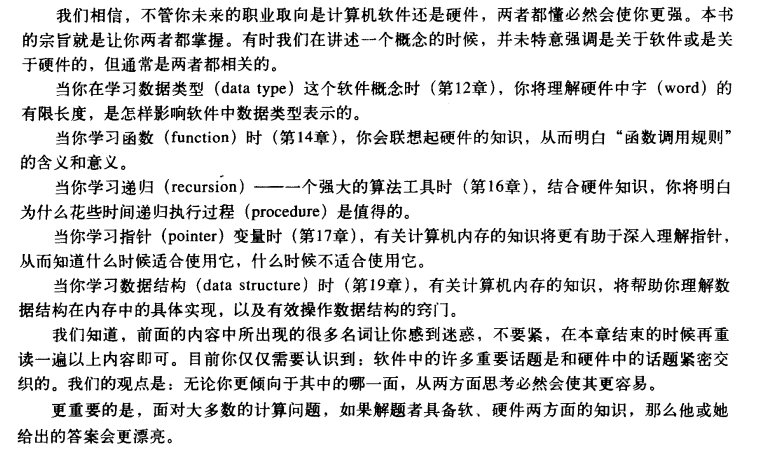 我们相信，不管你未来的职业取向是计算机软件还是硬件，两者都懂必然会使你更强。本书
的宗旨就是让你两者都掌握。有时我们在讲述一个概念的时候，并未特意强调是关于软件或是关
于硬件的，但通常是两者都相关的。
当你在学习数据类型（data type）这个软件概念时（第12章），你将理解硬件中字（word）的
有限长度，是怎样影响软件中数据类型表示的。
当你学习函数（function）时（第14章），你会联想起硬件的知识，从而明白“函数调用规则”
的含义和意义。
当你学习递归（recursion）——一个强大的算法工具时（第16章），结合硬件知识，你将明白
为什么花些时间递归执行过程（procedure）是值得的。
当你学习指针（pointer）变量时（第17章），有关计算机内存的知识将更有助于深入理解指针，
从而知道什么时候适合使用它，什么时候不适合使用它。
当你学习数据结构（data structure）时（第19章），有关计算机内存的知识，将帮助你理解数
据结构在内存中的具体实现，以及有效操作数据结构的窍门。
我们知道，前面的内容中所出现的很多名词让你感到迷惑，不要紧，在本章结束的时候再重
读一遍以上内容即可。目前你仅仅需要认识到：软件中的许多重要话题是和硬件中的话题紧密交
织的。我们的观点是：无论你更倾向于其中的哪一面，从两方面思考必然会使其更容易。
更重要的是，面对大多数的计算问题，如果解题者具备软、硬件两方面的知识，那么他或她
给出的答案会更漂亮。